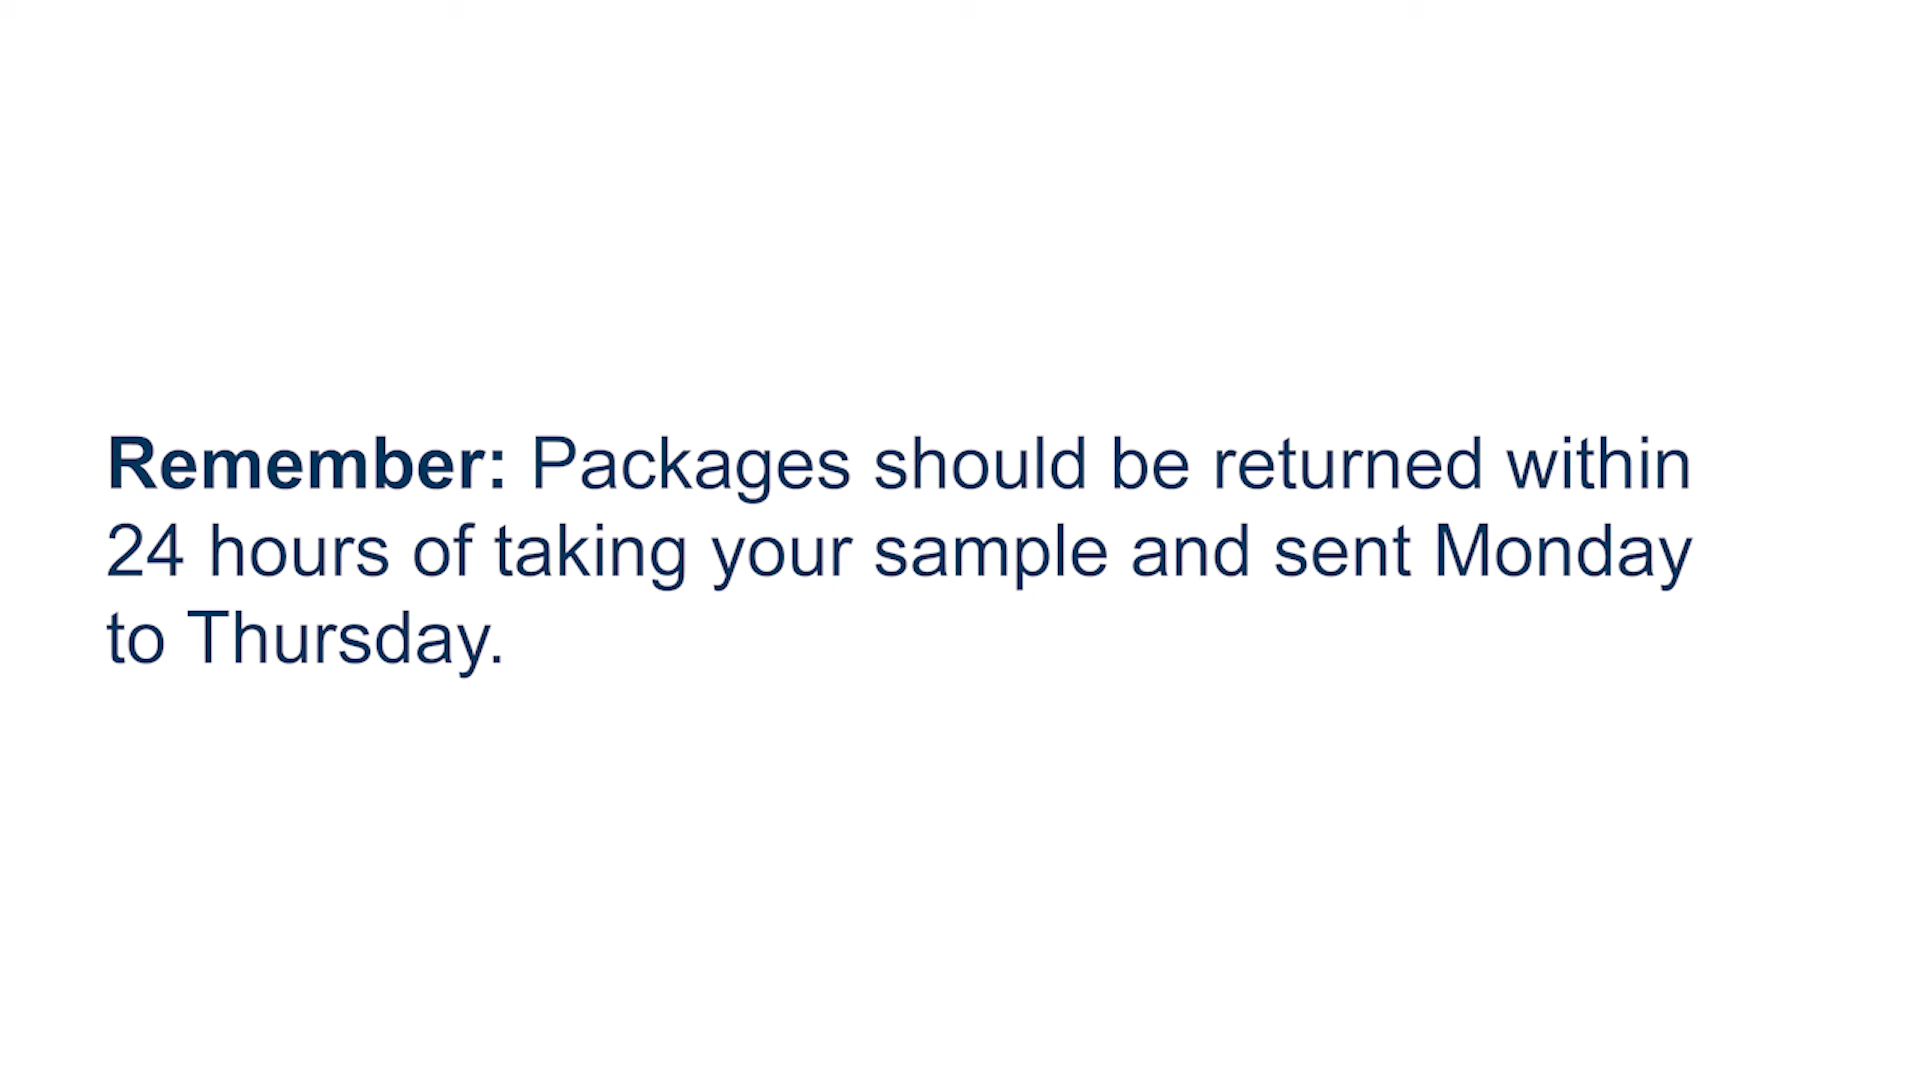 Remember: Packages should be returned within
24 hours of taking your sample and sent Monday
to Thursday.